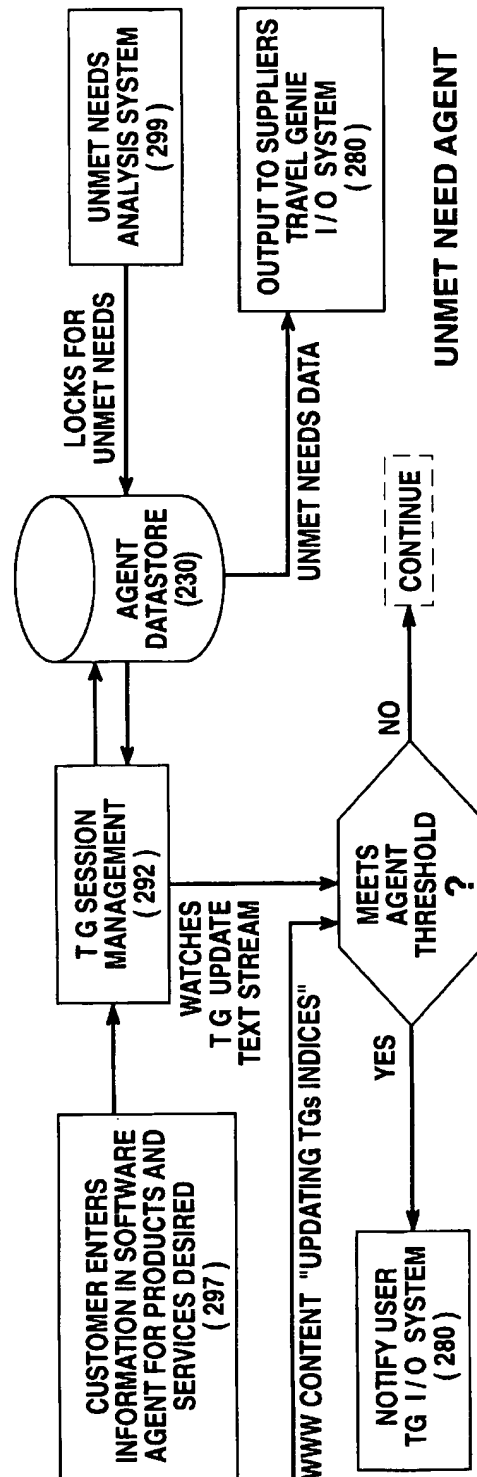 CUSTOMER ENTERS
INFORMATION IN SOFTWARE
AGENT FOR PRODUCTS AND
SERVICES DESIRED
(297)
T G SESSION
MANAGEMENT
(292)
AGENT
DATASTORE
(230)
LOCKS FOR
UNMET NEEDS
UNMET NEEDS
ANALYSIS SYSTEM
(299)
WATCHES
T G UPDATE
TEXT STREAM
UNMET NEEDS DATA
OUTPUT TO SUPPLIERS
TRAVEL GENIE
I/O SYSTEM
(280)
WWW CONTENT "UPDATING TGs INDICES"
MEETS
AGENT
THRESHOLD
?
YES
NO
NOTIFY USER
TG I/O SYSTEM
(280)
CONTINUE
UNMET NEED AGENT